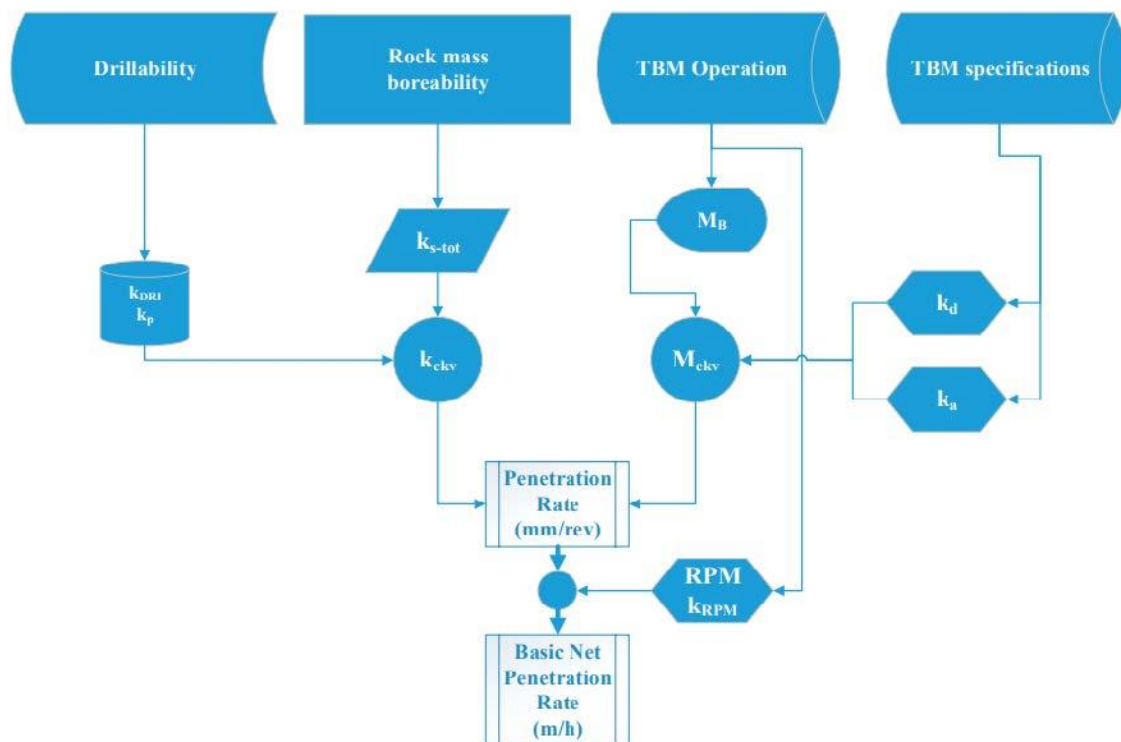 Drillability
Rock mass
boreability
TBM Operation
TBM specifications
M_B
k_s-tot
k_DRI
k_p
k_d
k_ckv
M_ckv
k_a
Penetration
Rate
(mm/rev)
RPM
k_RPM
Basic Net
Penetration
Rate
(m/h)